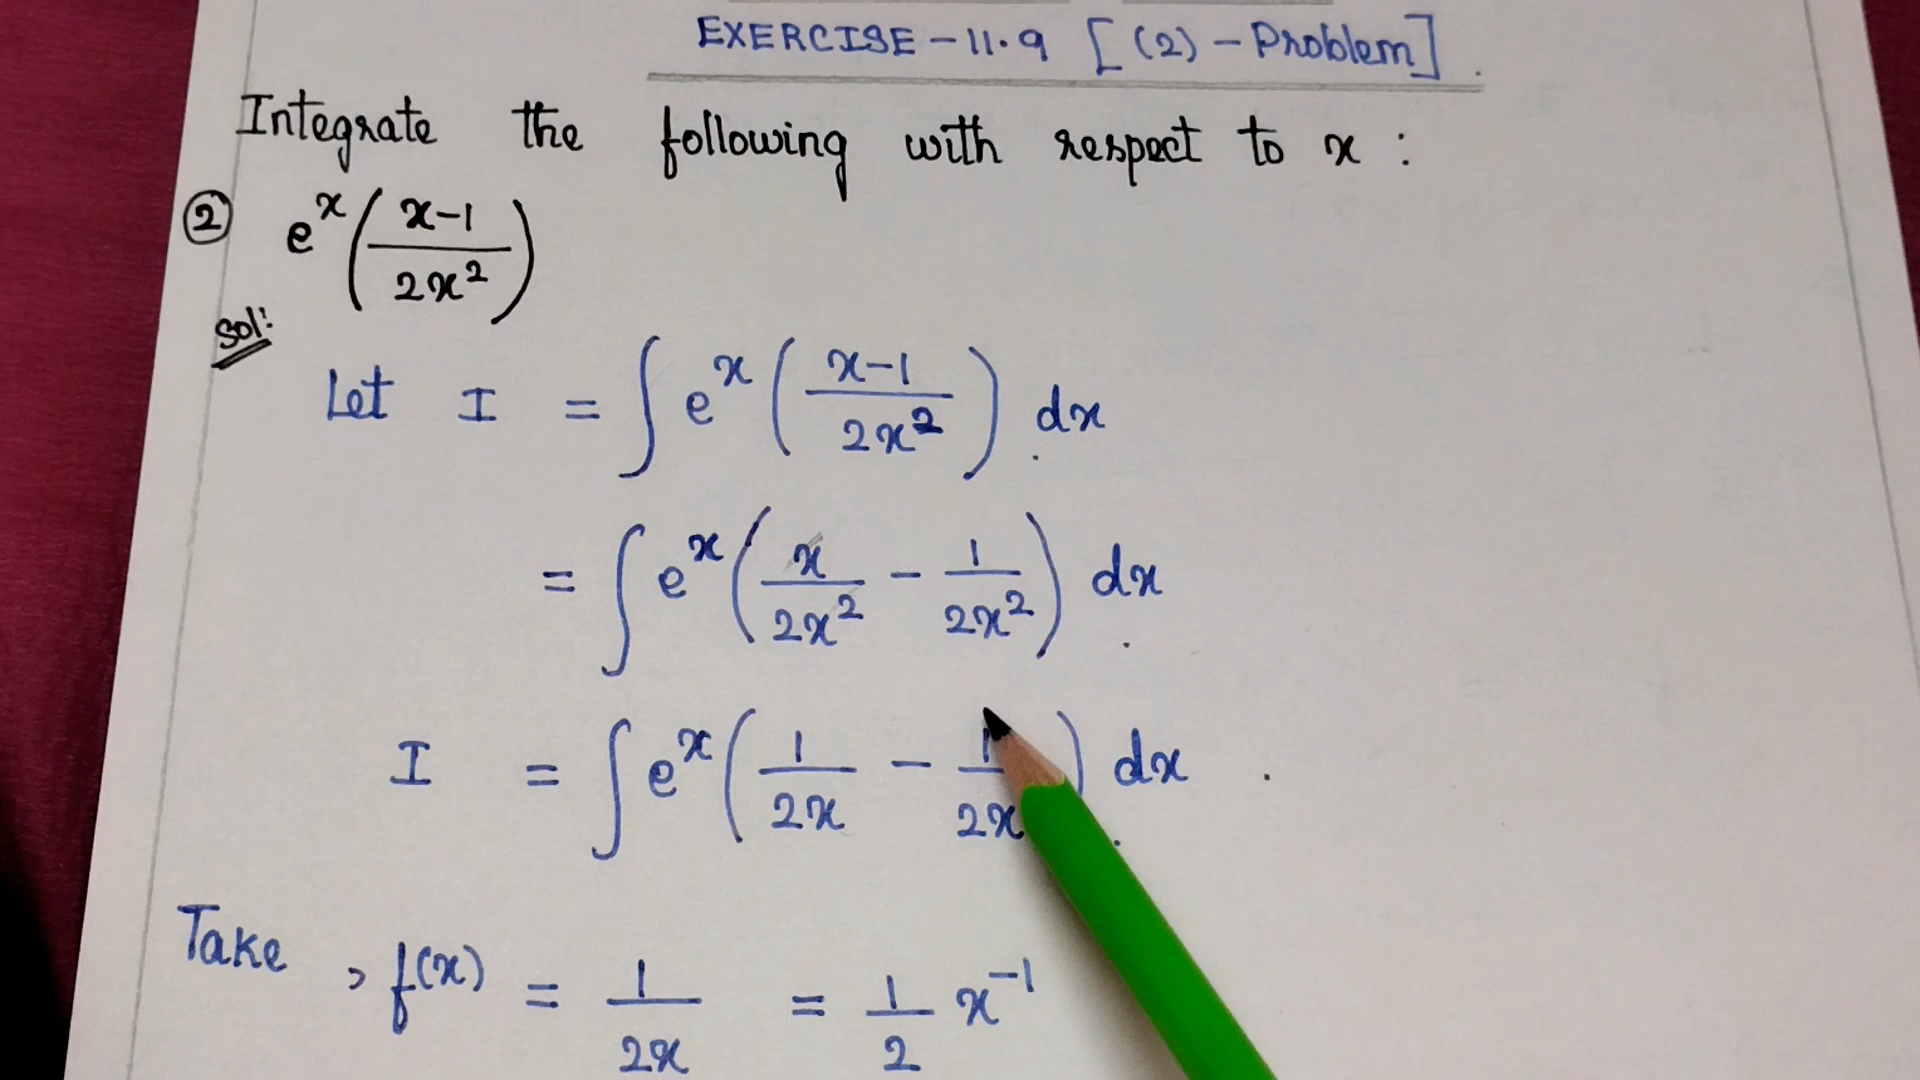 EXERCISE - 11.9 [(2) - Problem]
Integrate the following with respect to x :
② e^x ( (x-1) / (2x^2) )
Sol:
Let I = ∫ e^x ( (x-1) / (2x^2) ) dx
= ∫ e^x ( x / (2x^2) - 1 / (2x^2) ) dx
I = ∫ e^x ( 1 / (2x) - 1 / (2x ) dx
Take , f(x) = 1 / (2x) = 1/2 x^-1